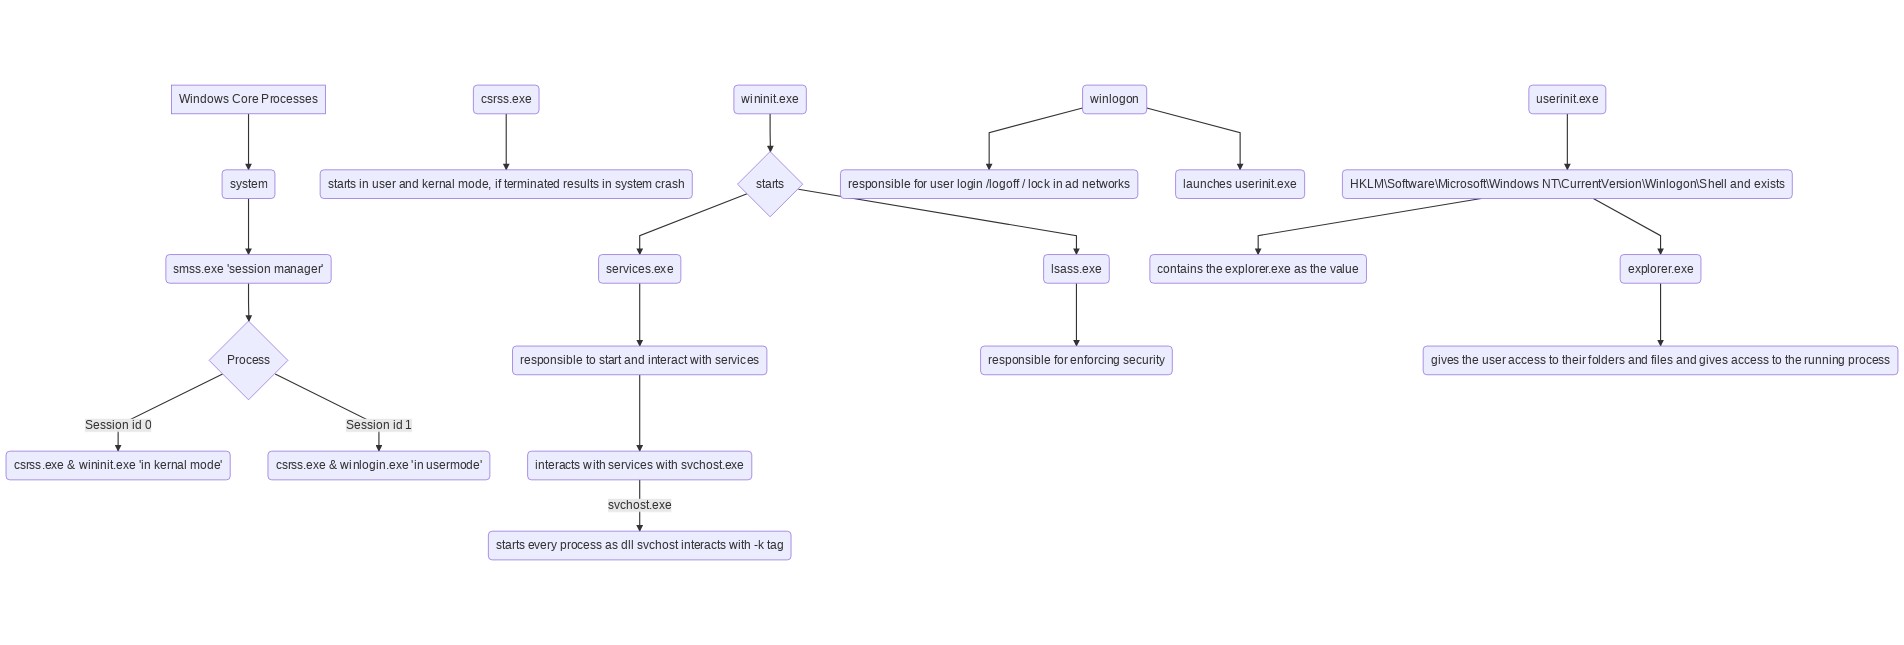 Windows Core Processes
csrss.exe
wininit.exe
winlogon
userinit.exe
system
starts in user and kernal mode, if terminated results in system crash
starts
responsible for user login /logoff / lock in ad networks
launches userinit.exe
HKLM\Software\Microsoft\Windows NT\CurrentVersion\Winlogon\Shell and exists
smss.exe 'session manager'
services.exe
lsass.exe
contains the explorer.exe as the value
explorer.exe
Process
responsible to start and interact with services
responsible for enforcing security
gives the user access to their folders and files and gives access to the running process
Session id 0
Session id 1
csrss.exe & wininit.exe 'in kernal mode'
csrss.exe & winlogin.exe 'in usermode'
interacts with services with svchost.exe
svchost.exe
starts every process as dll svchost interacts with -k tag